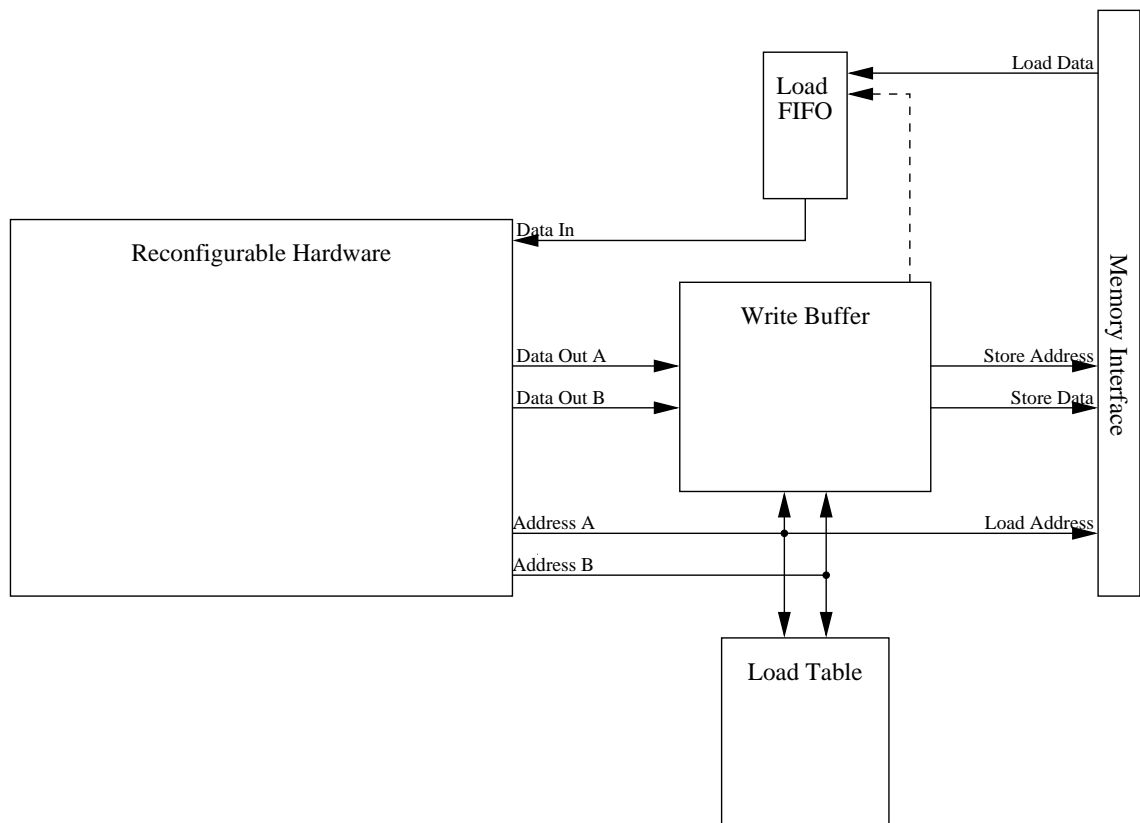 Load Data
Load
FIFO
Data In
Reconfigurable Hardware
Write Buffer
Memory Interface
Data Out A
Store Address
Data Out B
Store Data
Address A
Load Address
Address B
Load Table